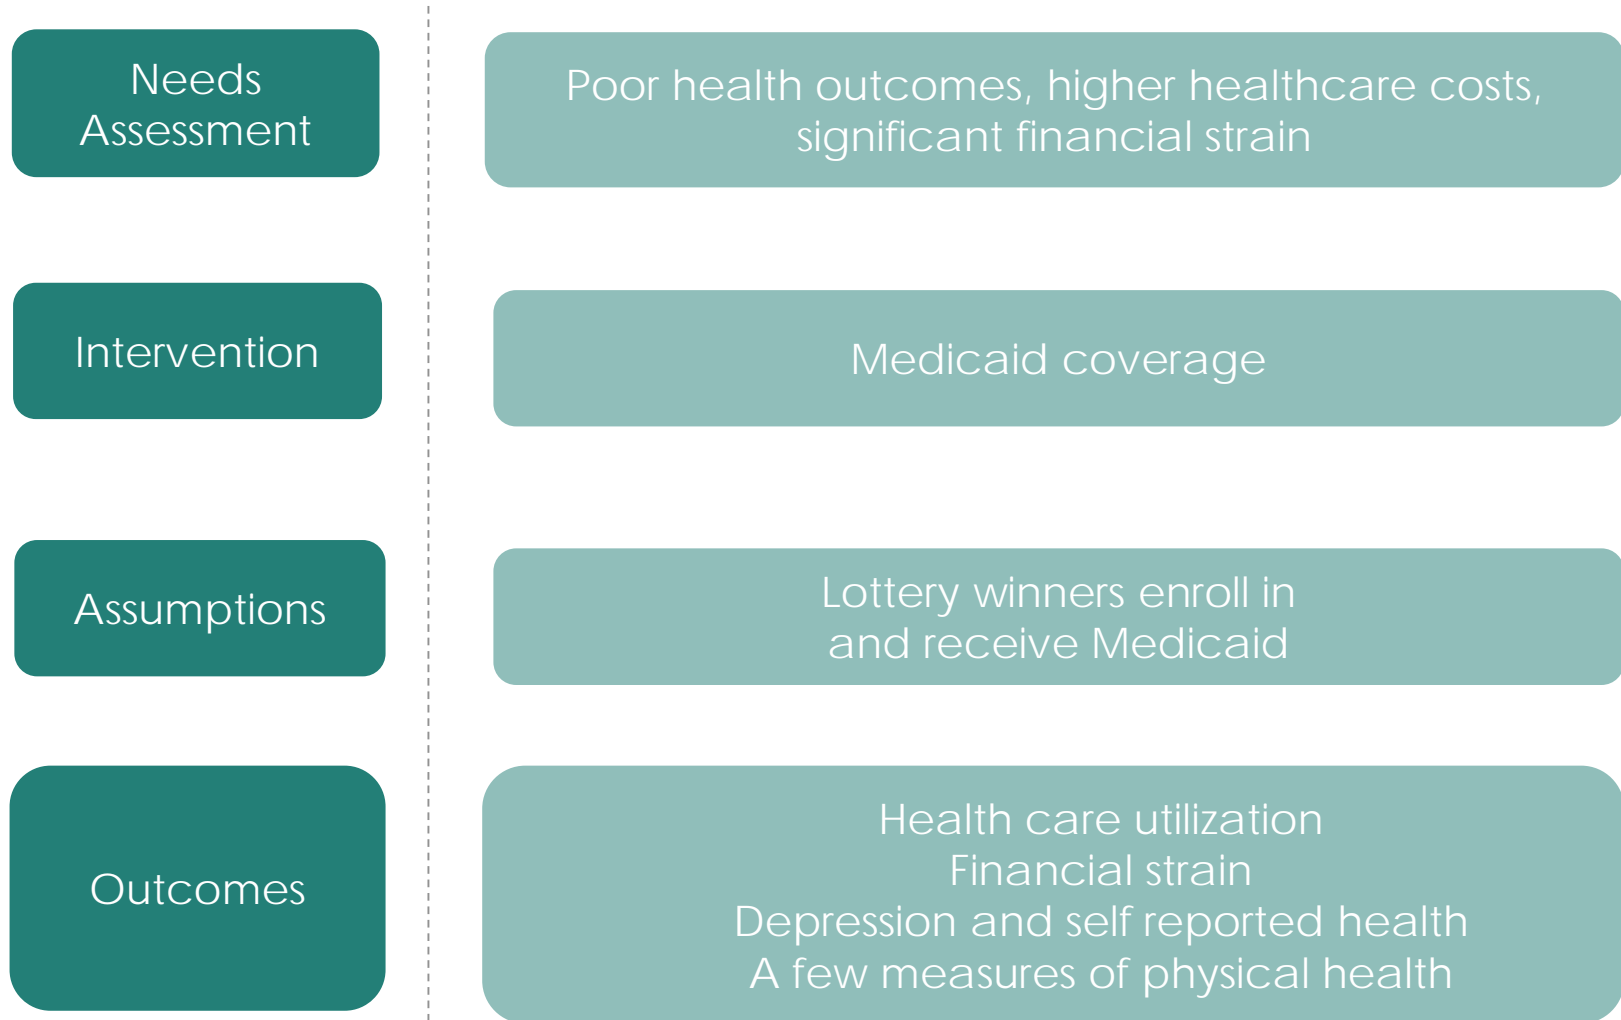 Needs
Assessment
Poor health outcomes, higher healthcare costs,
significant financial strain
Intervention
Medicaid coverage
Assumptions
Lottery winners enroll in
and receive Medicaid
Outcomes
Health care utilization
Financial strain
Depression and self reported health
A few measures of physical health